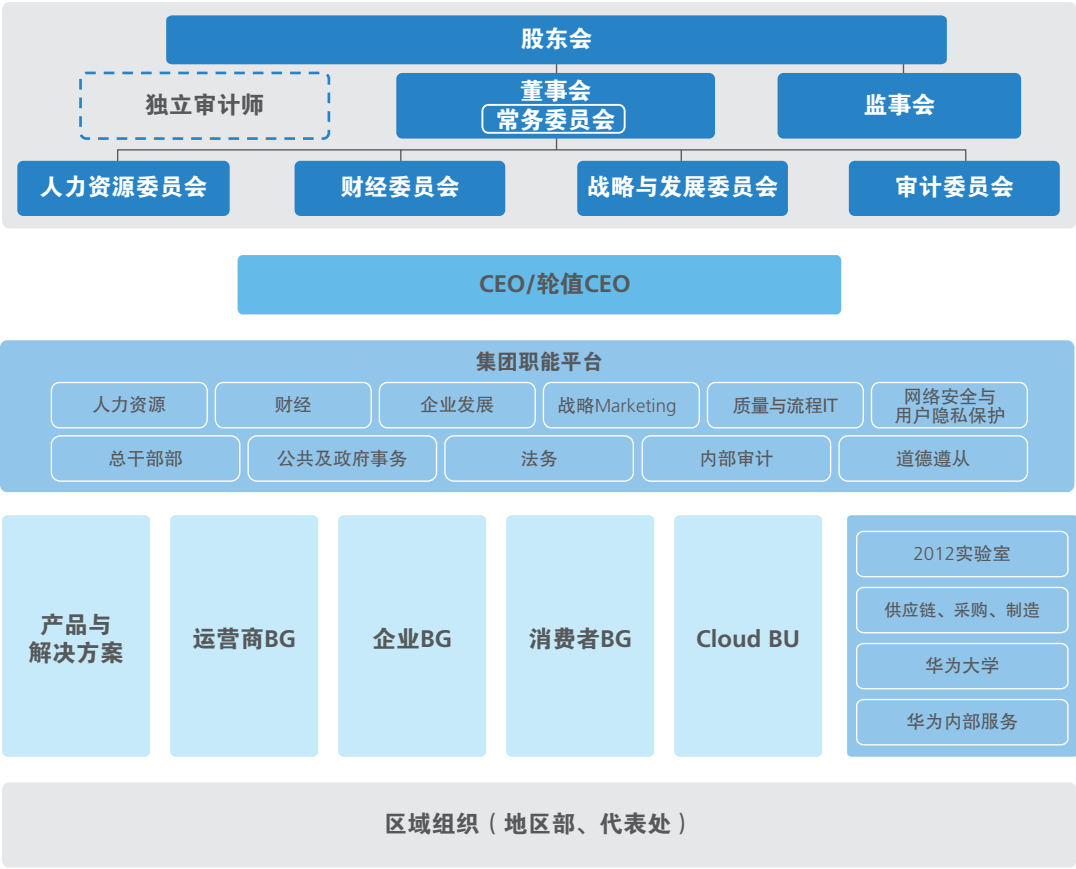 股东会
独立审计师
董事会
常务委员会
监事会
人力资源委员会
财经委员会
战略与发展委员会
审计委员会
CEO/轮值CEO
集团职能平台
人力资源
财经
企业发展
战略Marketing
质量与流程IT
网络安全与
用户隐私保护
总干部部
公共及政府事务
法务
内部审计
道德遵从
产品与
解决方案
运营商BG
企业BG
消费者BG
Cloud BU
2012实验室
供应链、采购、制造
华为大学
华为内部服务
区域组织（地区部、代表处）